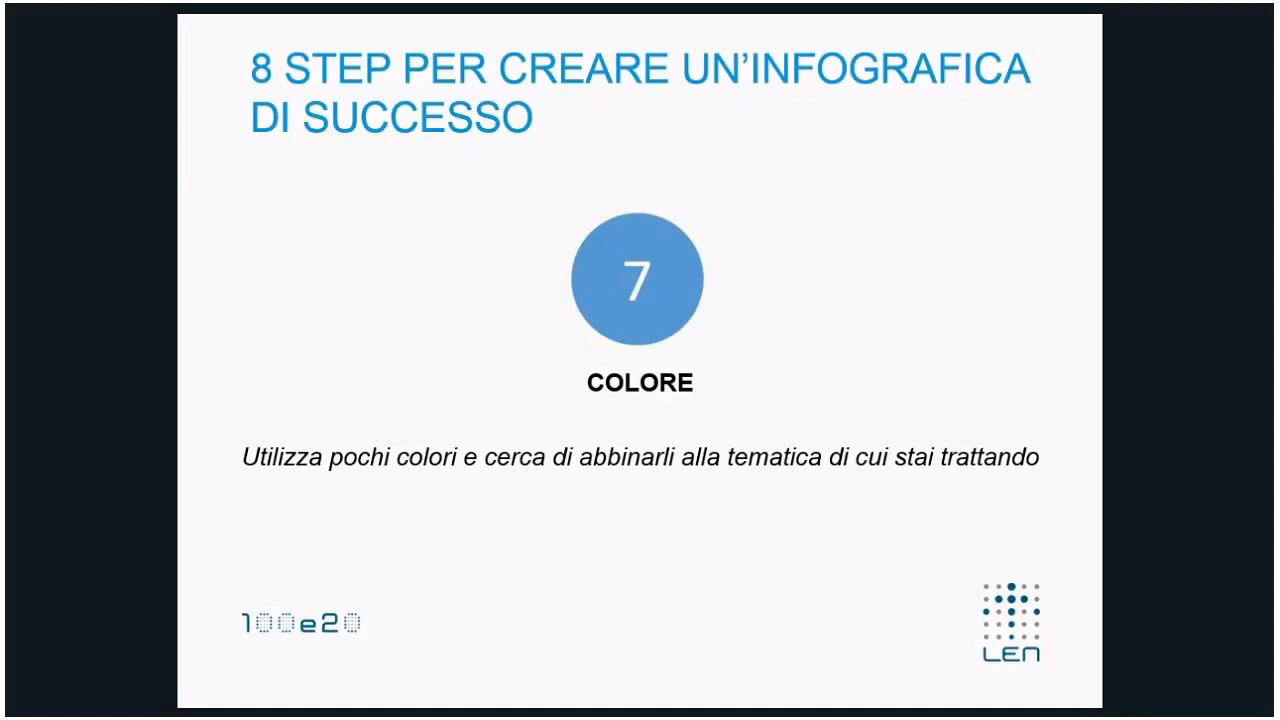 8 STEP PER CREARE UN’INFOGRAFICA
DI SUCCESSO
7
COLORE
Utilizza pochi colori e cerca di abbinarli alla tematica di cui stai trattando
100e20
LEN